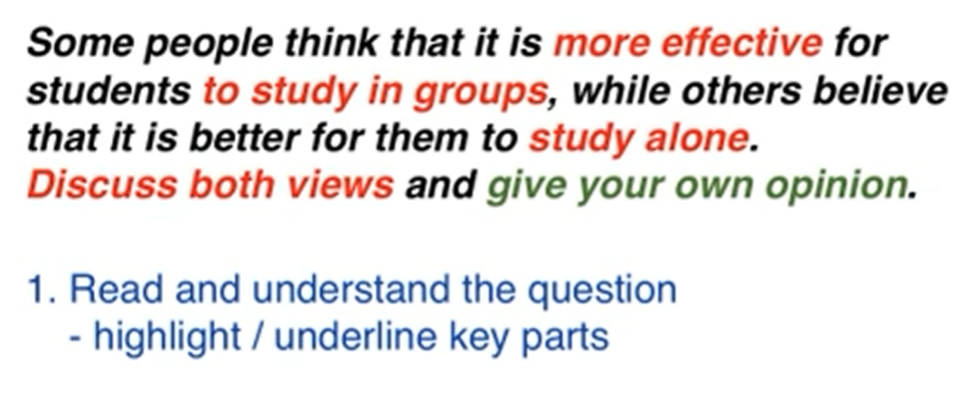 Some people think that it is more effective for
students to study in groups, while others believe
that it is better for them to study alone.
Discuss both views and give your own opinion.
1. Read and understand the question
- highlight / underline key parts